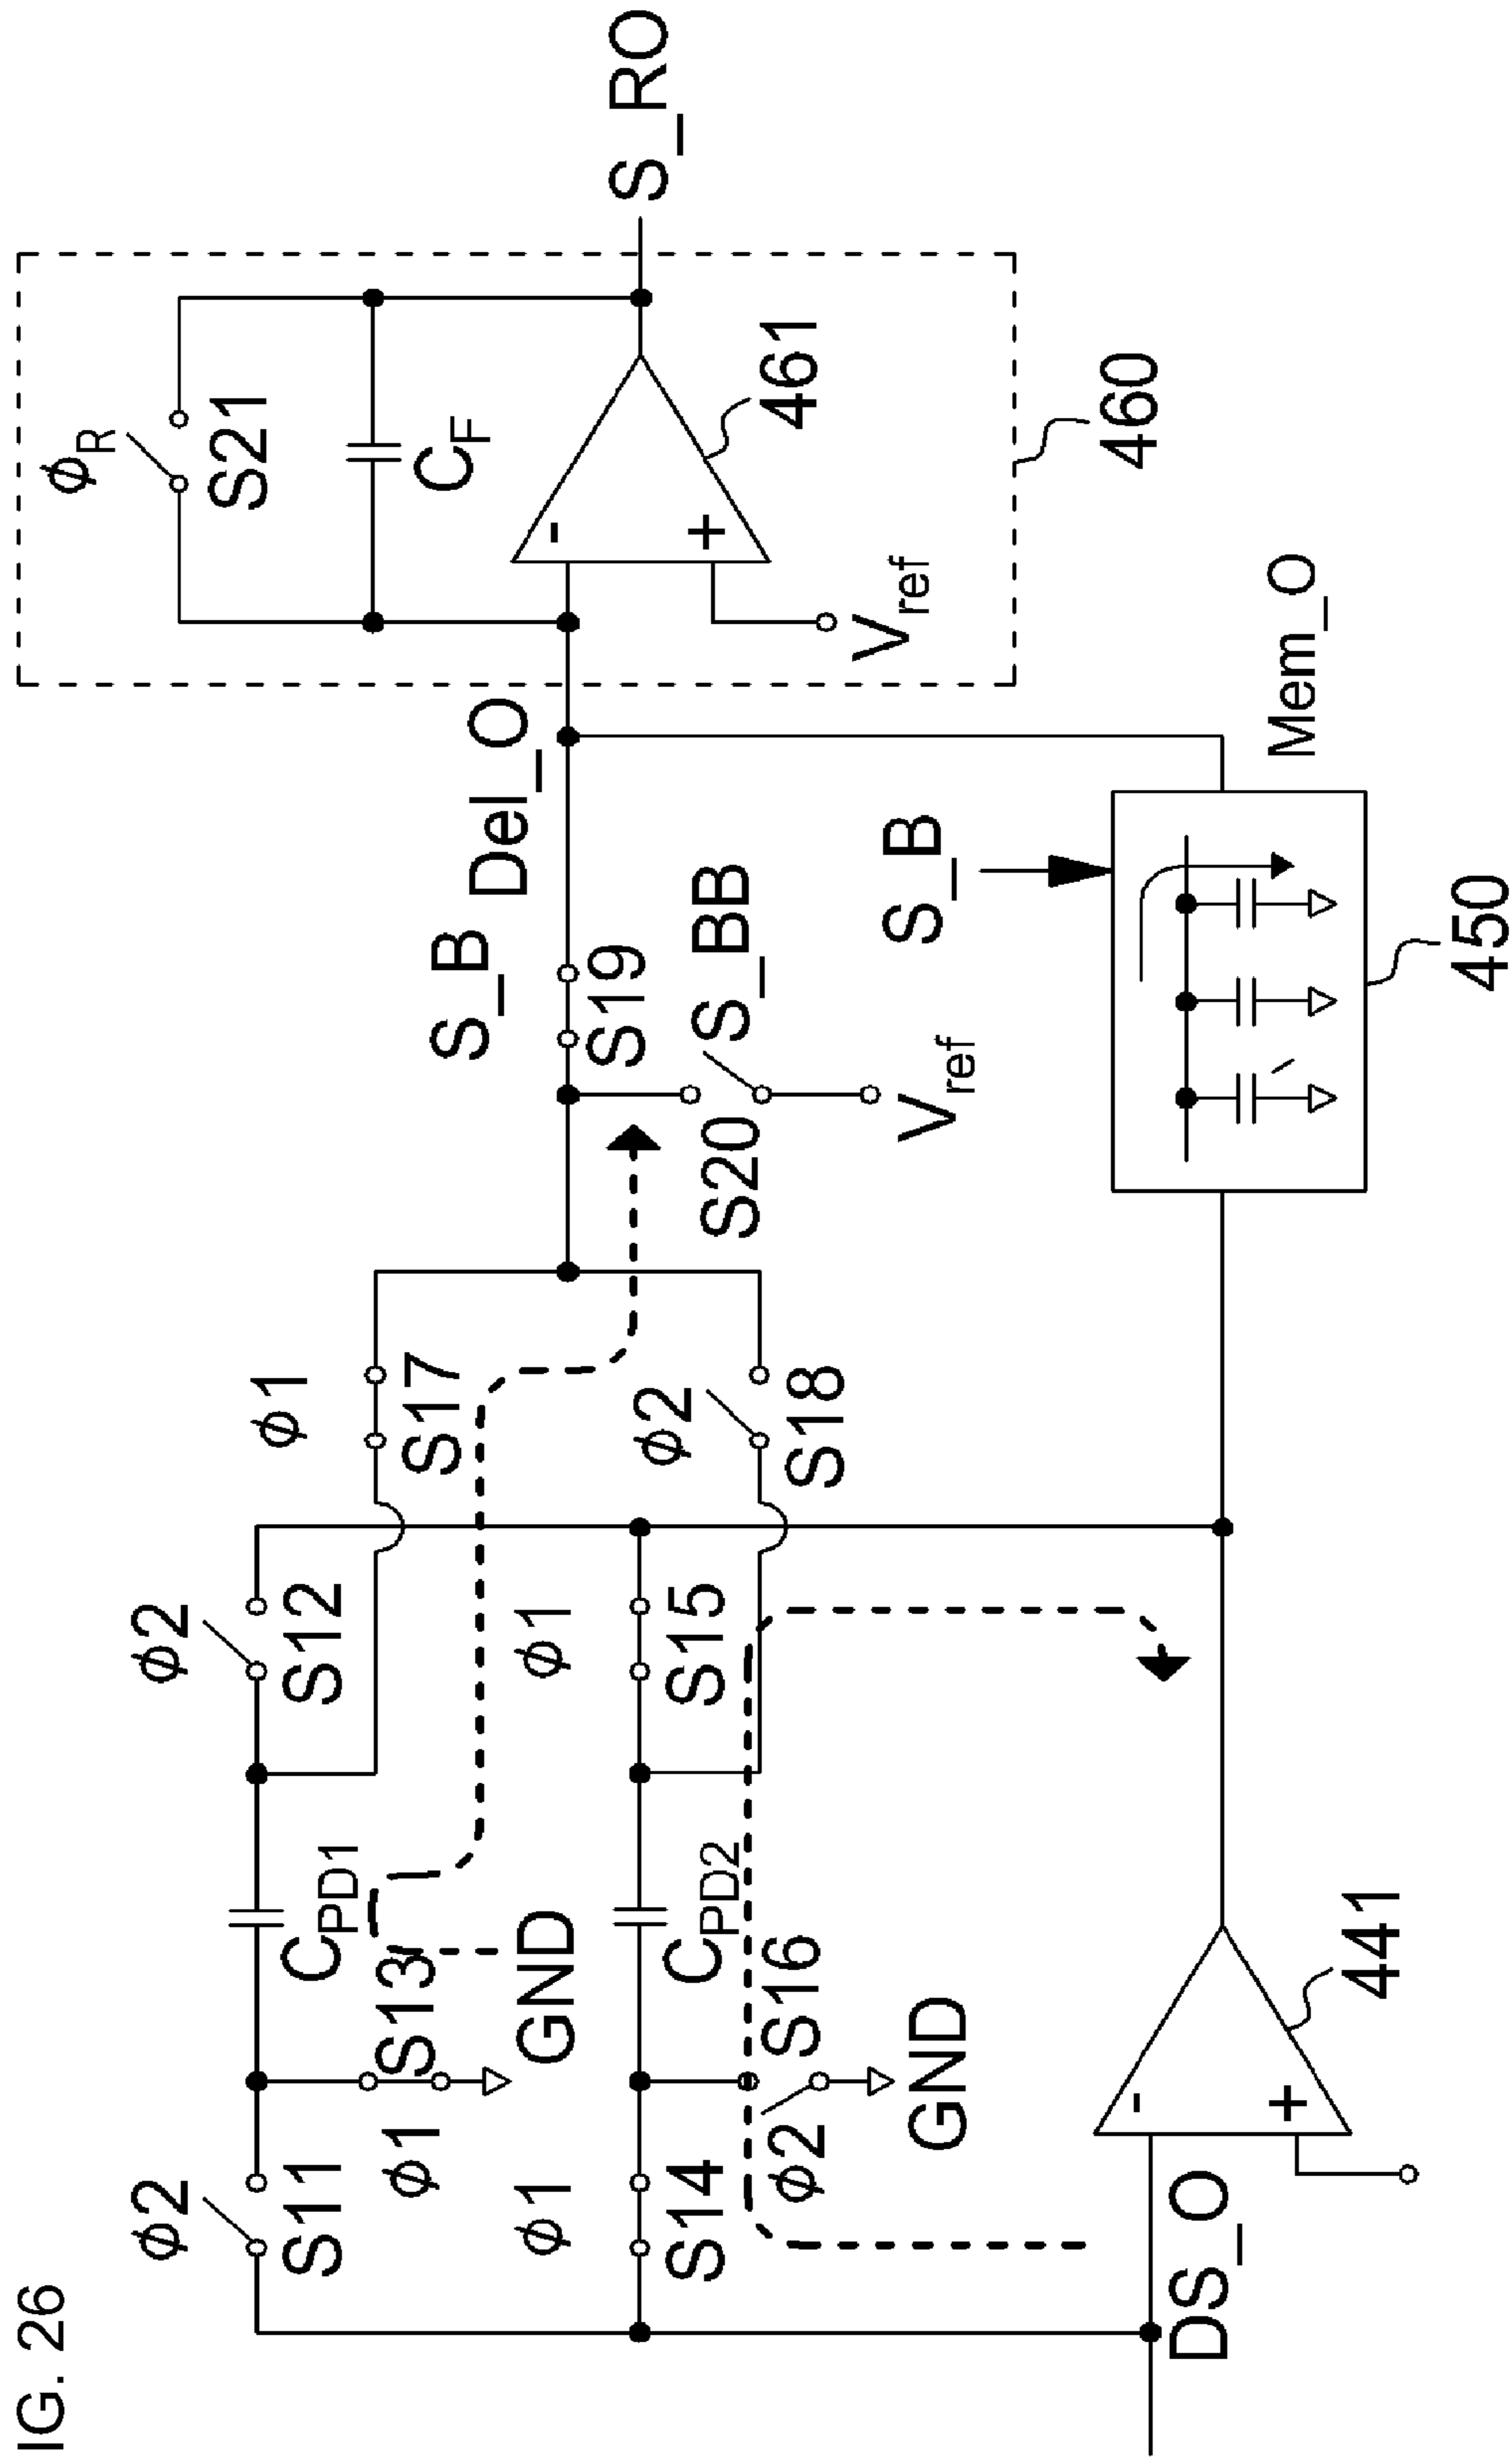 IG. 26
ϕR
S21
CF
461
S_RO
460
Vref
ϕ2
S11
ϕ2
S12
CPD1
S13
ϕ1
GND
ϕ1
S17
S_B
S19
Del_O
ϕ1
S14
ϕ1
S15
CPD2
S16
ϕ2
GND
ϕ2
S18
S20
S_BB
Vref
S_B
Mem_O
450
DS_O
-
+
441
-
+